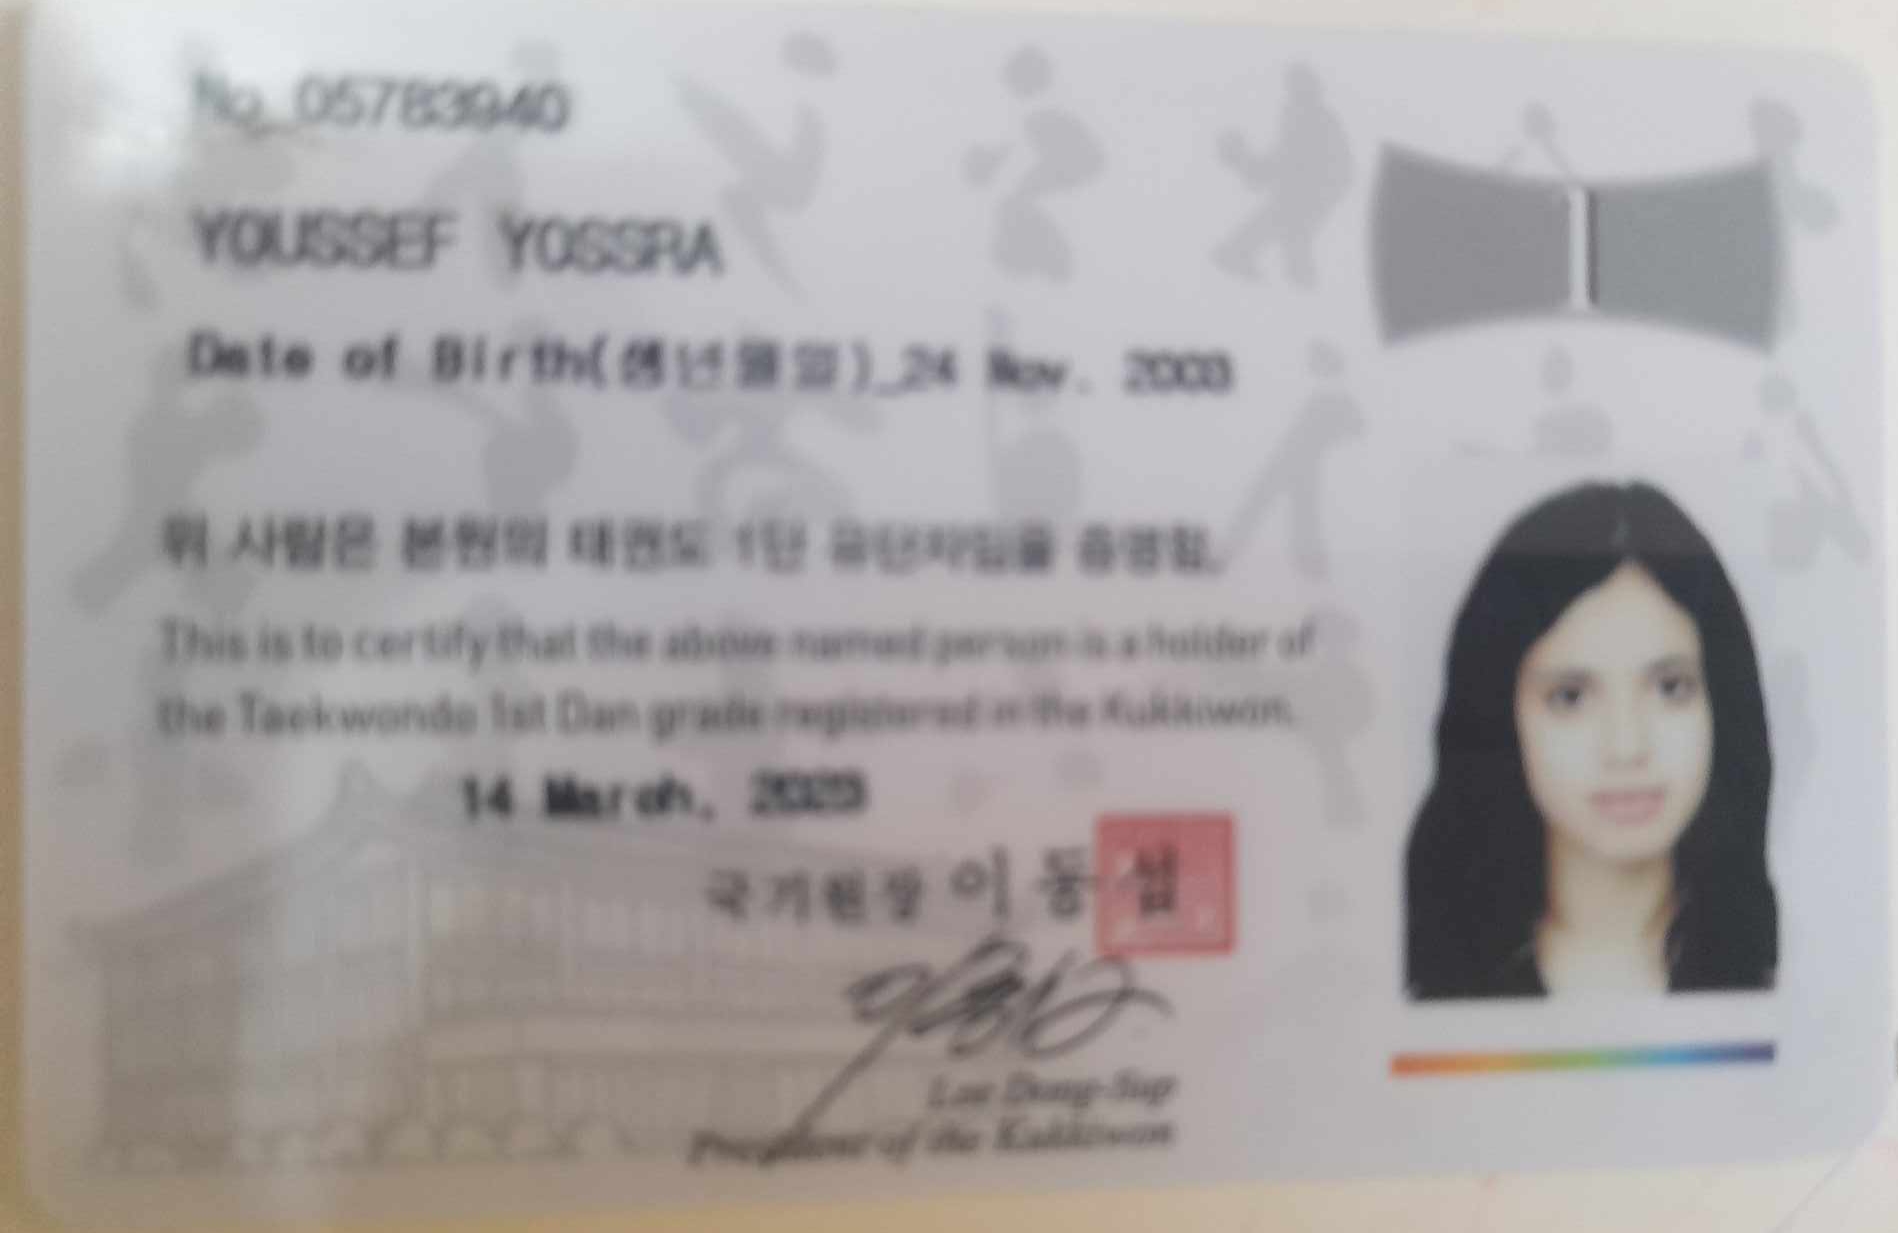 No_05783940
YOUSSEF YOSSRA
Date of Birth(생년월일)_24 Nov. 2003
위 사람은 본원의 태권도 1단 유단자임을 증명함.
This is to certify that the above named person is a holder of
the Taekwondo 1st Dan grade registered in the Kukkiwon.
14 March, 2023
국기원장 이동섭
Lee Dong-Sup
President of the Kukkiwon